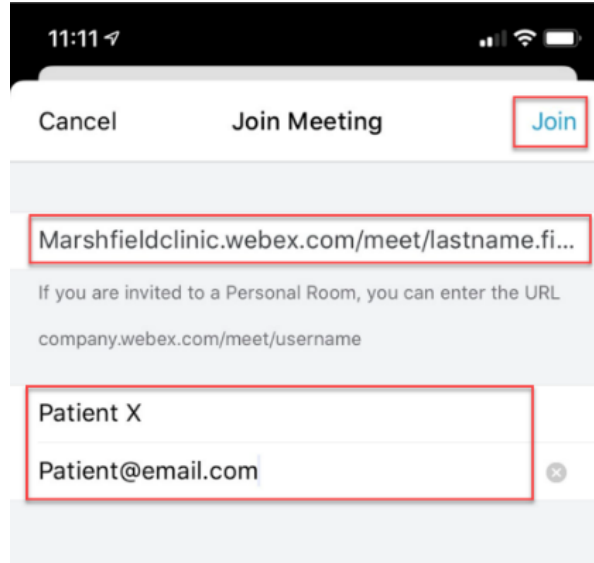 11:11
Cancel Join Meeting Join
Marshfieldclinic.webex.com/meet/lastname.fi...
If you are invited to a Personal Room, you can enter the URL
company.webex.com/meet/username
Patient X
Patient@email.com